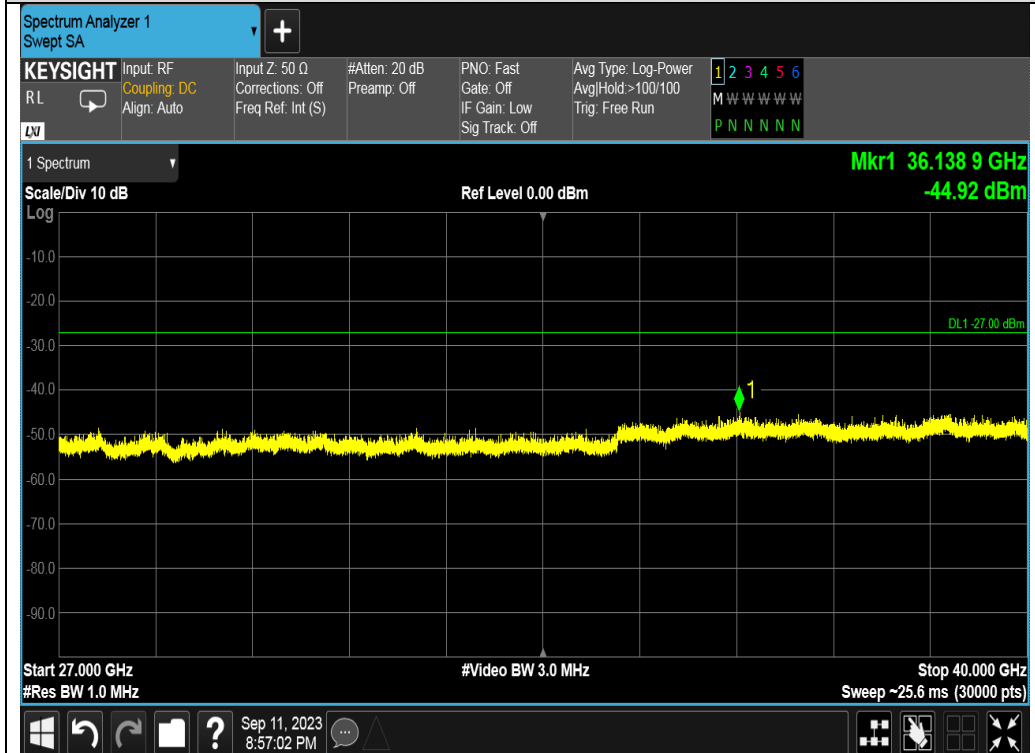 Spectrum Analyzer 1
Swept SA
+
KEYSIGHT
R L
LXI
Input: RF
Coupling: DC
Align: Auto
Input Z: 50 Ω
Corrections: Off
Freq Ref: Int (S)
#Atten: 20 dB
Preamp: Off
PNO: Fast
Gate: Off
IF Gain: Low
Sig Track: Off
Avg Type: Log-Power
Avg|Hold:>100/100
Trig: Free Run
1 2 3 4 5 6
M W W W W W
P N N N N N
1 Spectrum
Mkr1 36.138 9 GHz
-44.92 dBm
Scale/Div 10 dB
Ref Level 0.00 dBm
Log
-10.0
-20.0
DL1 -27.00 dBm
-30.0
-40.0
1
-50.0
-60.0
-70.0
-80.0
-90.0
Start 27.000 GHz
#Video BW 3.0 MHz
Stop 40.000 GHz
#Res BW 1.0 MHz
Sweep ~25.6 ms (30000 pts)
?
Sep 11, 2023
8:57:02 PM